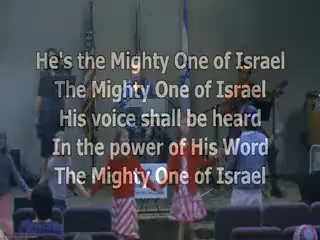 He's the Mighty One of Israel
The Mighty One of Israel
His voice shall be heard
In the power of His Word
The Mighty One of Israel